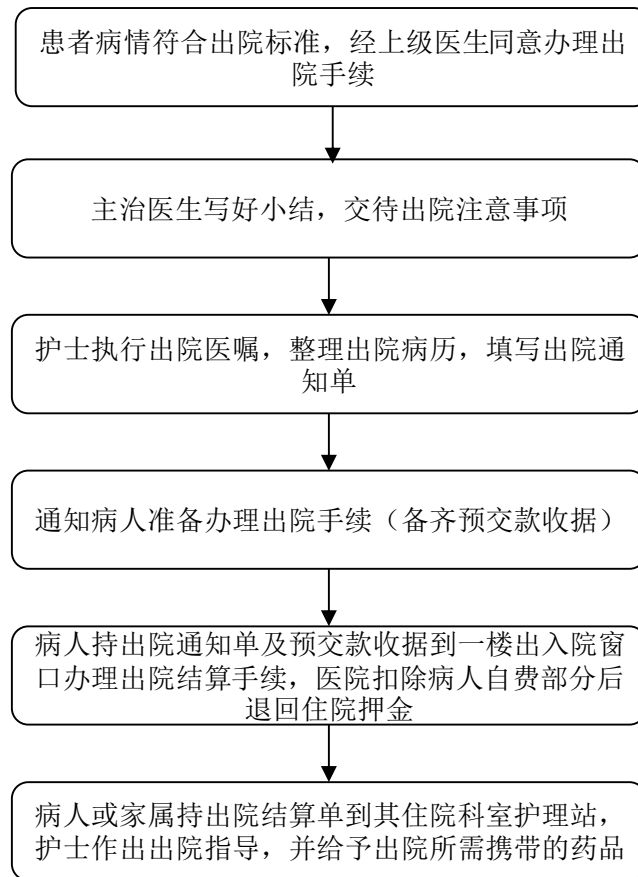 患者病情符合出院标准，经上级医生同意办理出
院手续
主治医生写好小结，交待出院注意事项
护士执行出院医嘱，整理出院病历，填写出院通
知单
通知病人准备办理出院手续（备齐预交款收据）
病人持出院通知单及预交款收据到一楼出入院窗
口办理出院结算手续，医院扣除病人自费部分后
退回住院押金
病人或家属持出院结算单到其住院科室护理站，
护士作出出院指导，并给予出院所需携带的药品